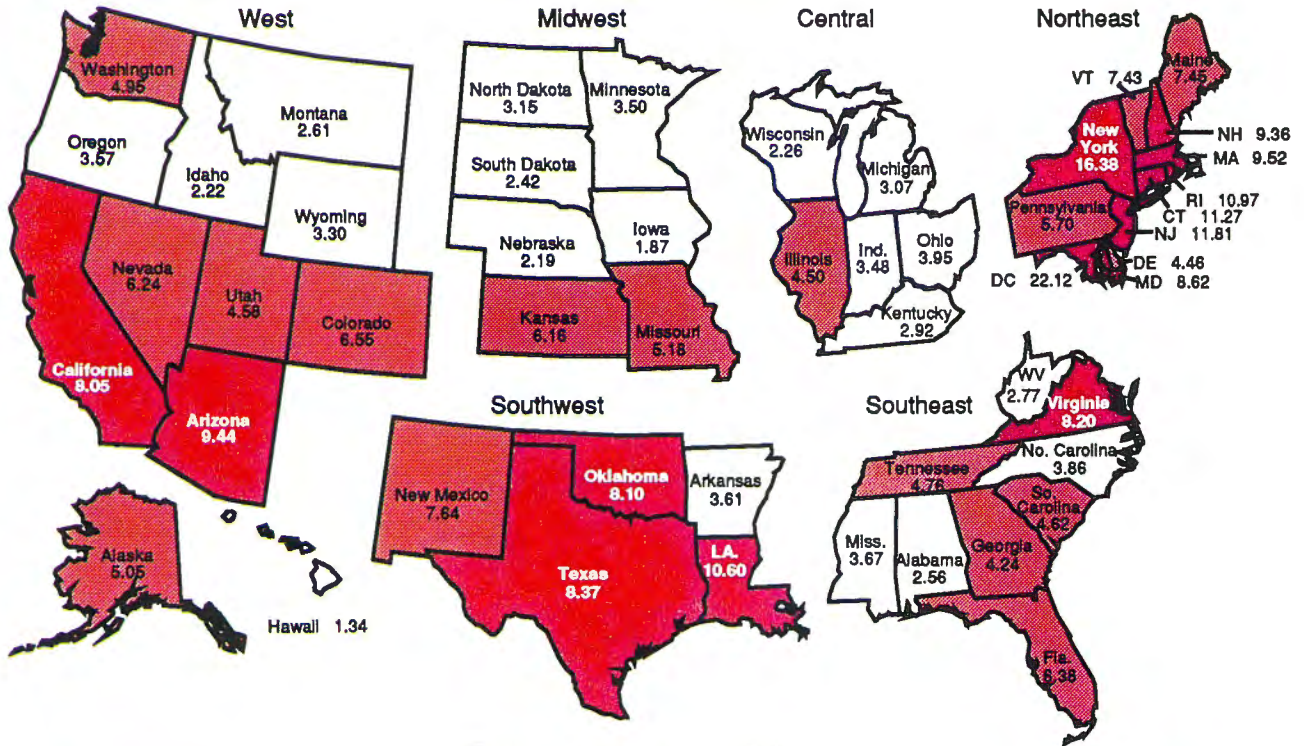 West
Midwest
Central
Northeast
Washington
4.95
Montana
2.61
Oregon
3.57
Idaho
2.22
Wyoming
3.30
Nevada
6.24
Utah
4.58
Colorado
6.55
California
8.05
Arizona
9.44
Alaska
5.05
Hawaii 1.34
North Dakota
3.15
Minnesota
3.50
South Dakota
2.42
Nebraska
2.19
Iowa
1.87
Kansas
6.16
Missouri
5.18
Wisconsin
2.26
Michigan
3.07
Illinois
4.50
Ind.
3.48
Ohio
3.95
Kentucky
2.92
Maine
7.45
VT 7.43
New
York
16.38
NH 9.36
MA 9.52
RI 10.97
CT 11.27
NJ 11.81
Pennsylvania
5.70
DE 4.46
DC 22.12
MD 8.62
Southwest
Southeast
New Mexico
7.64
Oklahoma
8.10
Arkansas
3.61
Texas
8.37
LA.
10.60
WV
2.77
Virginia
8.20
No. Carolina
3.86
Tennessee
4.76
So.
Carolina
4.62
Miss.
3.67
Alabama
2.56
Georgia
4.24
Fla.